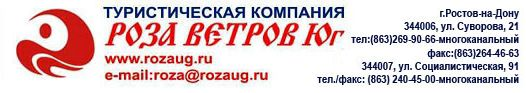 ТУРИСТИЧЕСКАЯ КОМПАНИЯ
РОЗА ВЕТРОВ Юг
www.rozaug.ru
e-mail:roza@rozaug.ru
г.Ростов-на-Дону
344006, ул. Суворова, 21
тел:(863)269-90-66-многоканальный
факс:(863)264-46-63
344007, ул. Социалистическая, 91
тел./факс: (863) 240-45-00-многоканальный